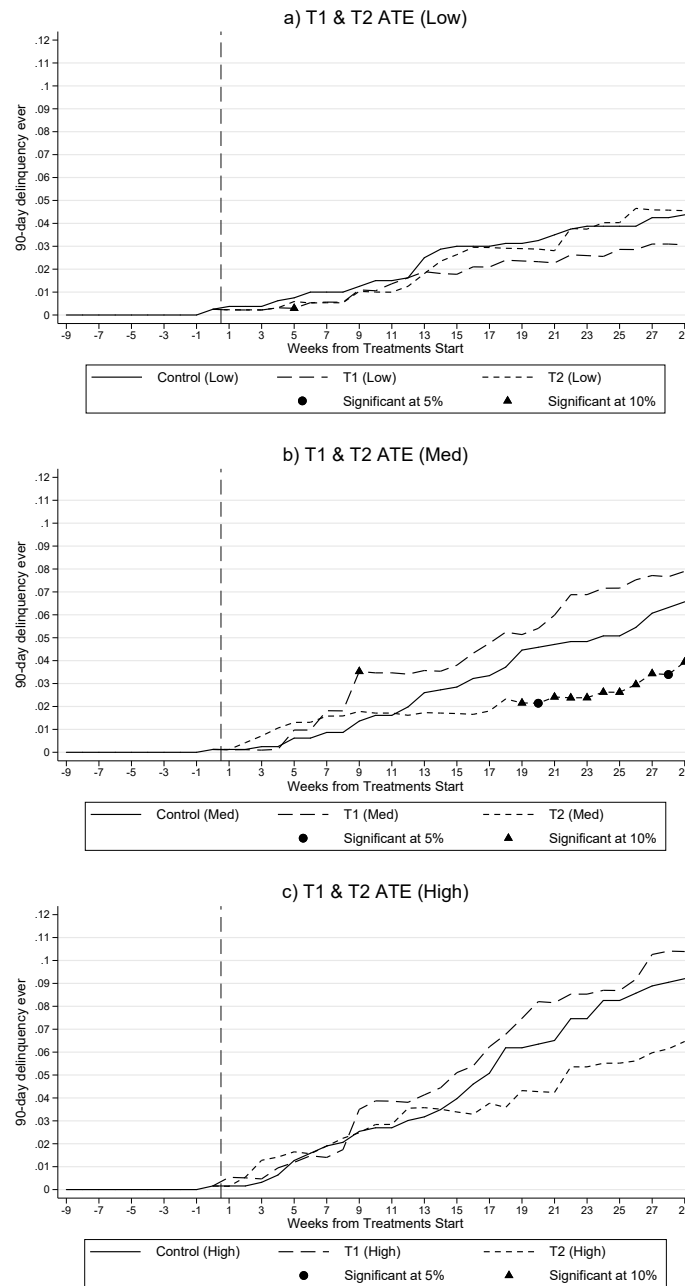 a) T1 & T2 ATE (Low)
90-day delinquency ever
.12
.11
.1
.09
.08
.07
.06
.05
.04
.03
.02
.01
0
-9 -7 -5 -3 -1 1 3 5 7 9 11 13 15 17 19 21 23 25 27
Weeks from Treatments Start
Control (Low) T1 (Low) T2 (Low)
Significant at 5% Significant at 10%
b) T1 & T2 ATE (Med)
90-day delinquency ever
.12
.11
.1
.09
.08
.07
.06
.05
.04
.03
.02
.01
0
-9 -7 -5 -3 -1 1 3 5 7 9 11 13 15 17 19 21 23 25 27
Weeks from Treatments Start
Control (Med) T1 (Med) T2 (Med)
Significant at 5% Significant at 10%
c) T1 & T2 ATE (High)
90-day delinquency ever
.12
.11
.1
.09
.08
.07
.06
.05
.04
.03
.02
.01
0
-9 -7 -5 -3 -1 1 3 5 7 9 11 13 15 17 19 21 23 25 27
Weeks from Treatments Start
Control (High) T1 (High) T2 (High)
Significant at 5% Significant at 10%